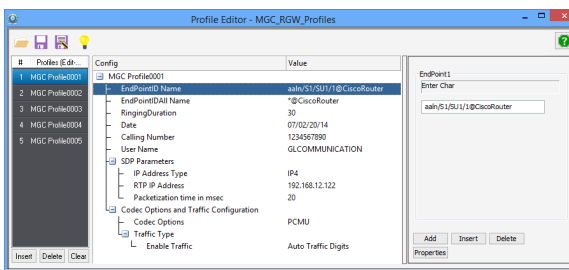 Profile Editor - MGC_RGW_Profiles
# Profiles (Edit-...
1 MGC Profile0001
2 MGC Profile0002
3 MGC Profile0003
4 MGC Profile0004
5 MGC Profile0005
Insert Delete Clear
Config Value
MGC Profile0001
EndPointID Name aaln/S1/SU1/1@CiscoRouter
EndPointIDAll Name *@CiscoRouter
RingingDuration 30
Date 07/02/20/14
Calling Number 1234567890
User Name GLCOMMUNICATION
SDP Parameters
IP Address Type IP4
RTP IP Address 192.168.12.122
Packetization time in msec 20
Codec Options and Traffic Configuration
Codec Options PCMU
Traffic Type
Enable Traffic Auto Traffic Digits
EndPoint1
Enter Char
aaln/S1/SU1/1@CiscoRouter
Add Insert Delete
Properties